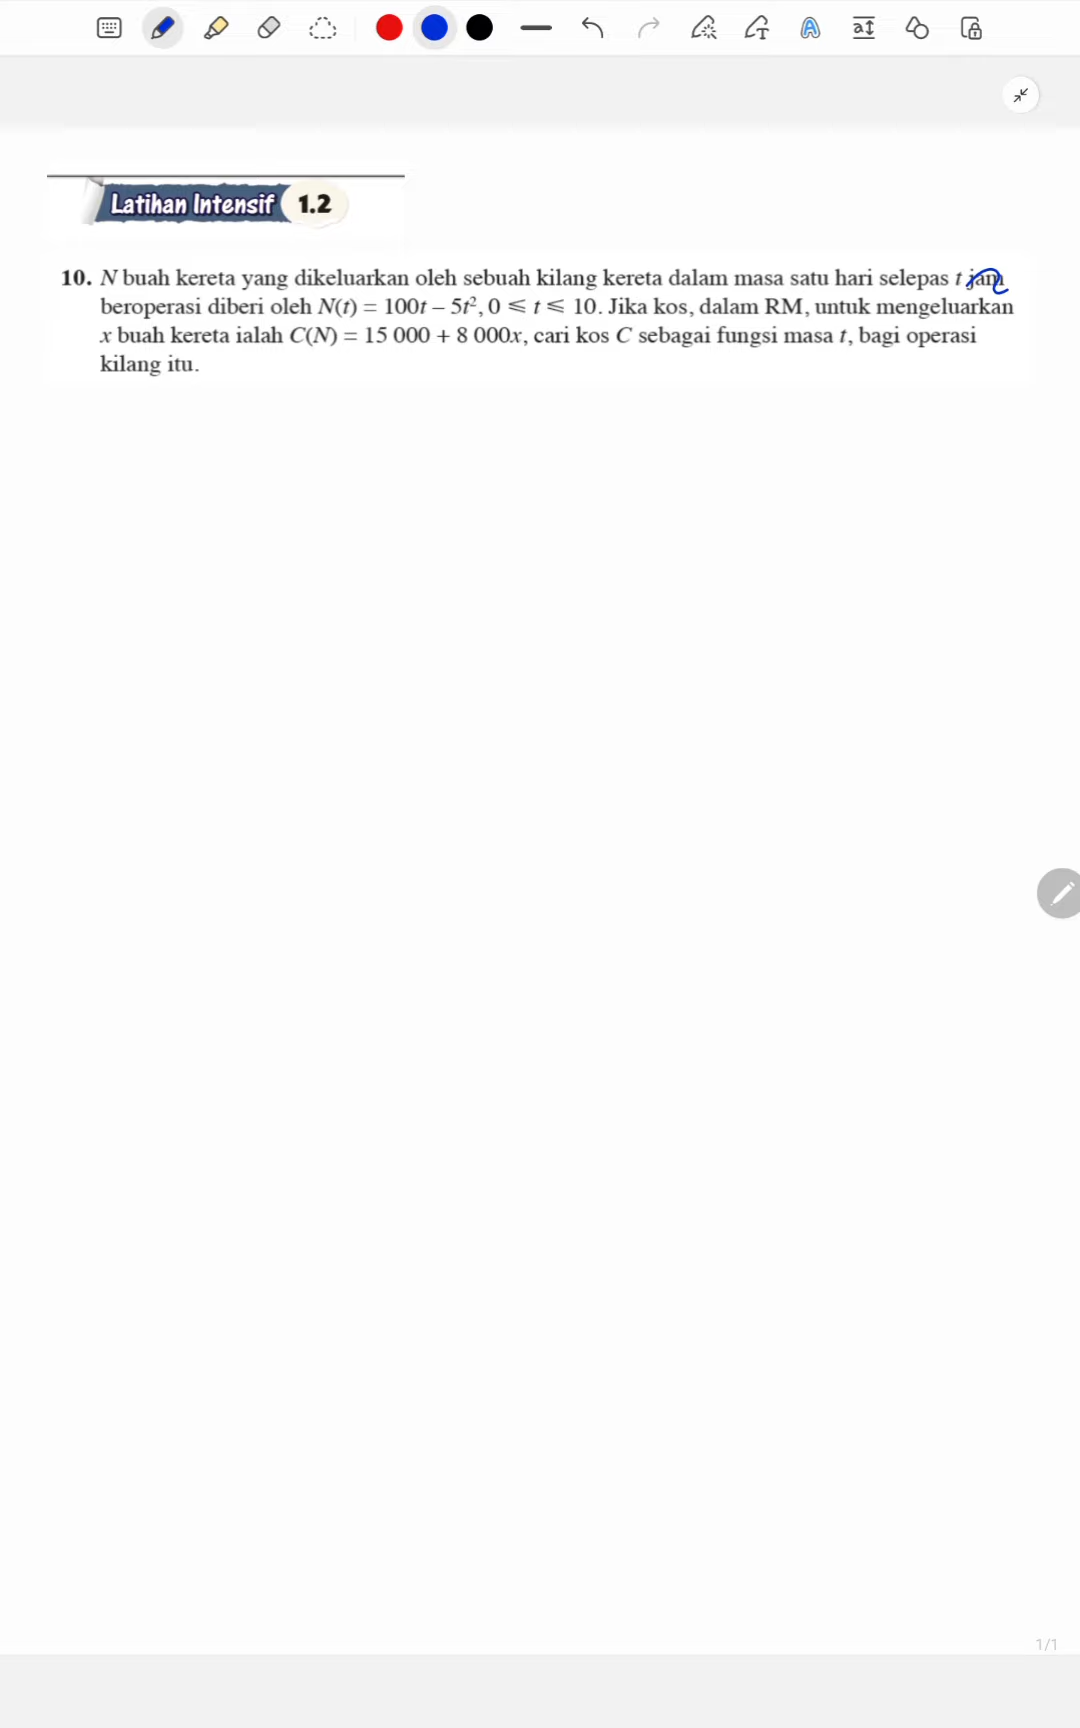 Latihan Intensif 1.2
10. N buah kereta yang dikeluarkan oleh sebuah kilang kereta dalam masa satu hari selepas t jam
beroperasi diberi oleh N(t) = 100t – 5t², 0 ⩽ t ⩽ 10. Jika kos, dalam RM, untuk mengeluarkan
x buah kereta ialah C(N) = 15 000 + 8 000x, cari kos C sebagai fungsi masa t, bagi operasi
kilang itu.
1/1